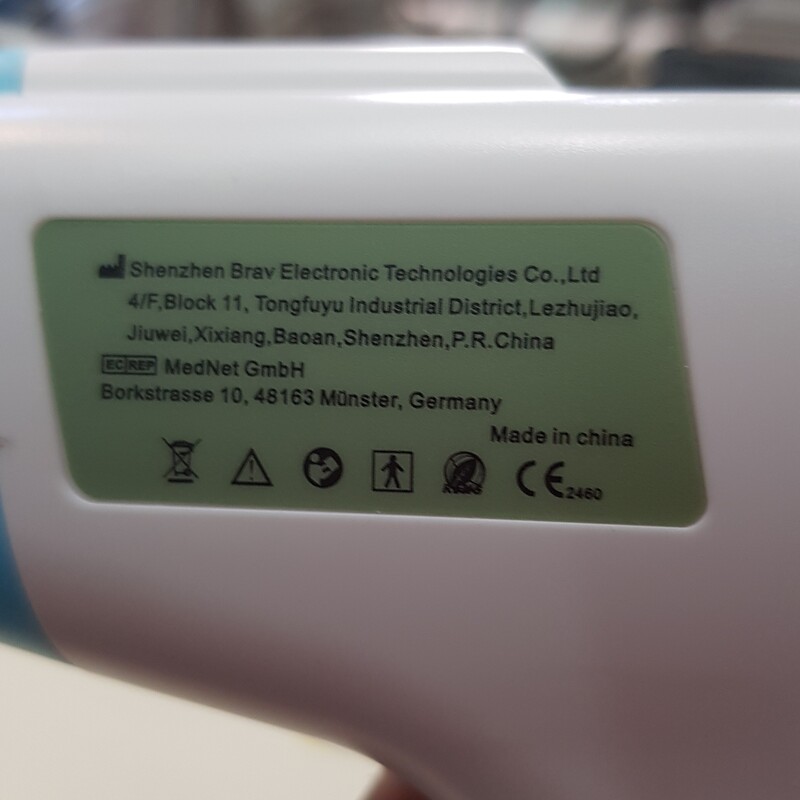 Shenzhen Brav Electronic Technologies Co.,Ltd
4/F,Block 11, Tongfuyu Industrial District,Lezhujiao,
Jiuwei,Xixiang,Baoan,Shenzhen,P.R.China
EC REP MedNet GmbH
Borkstrasse 10, 48163 Münster, Germany
Made in china
RoHS CE 2460